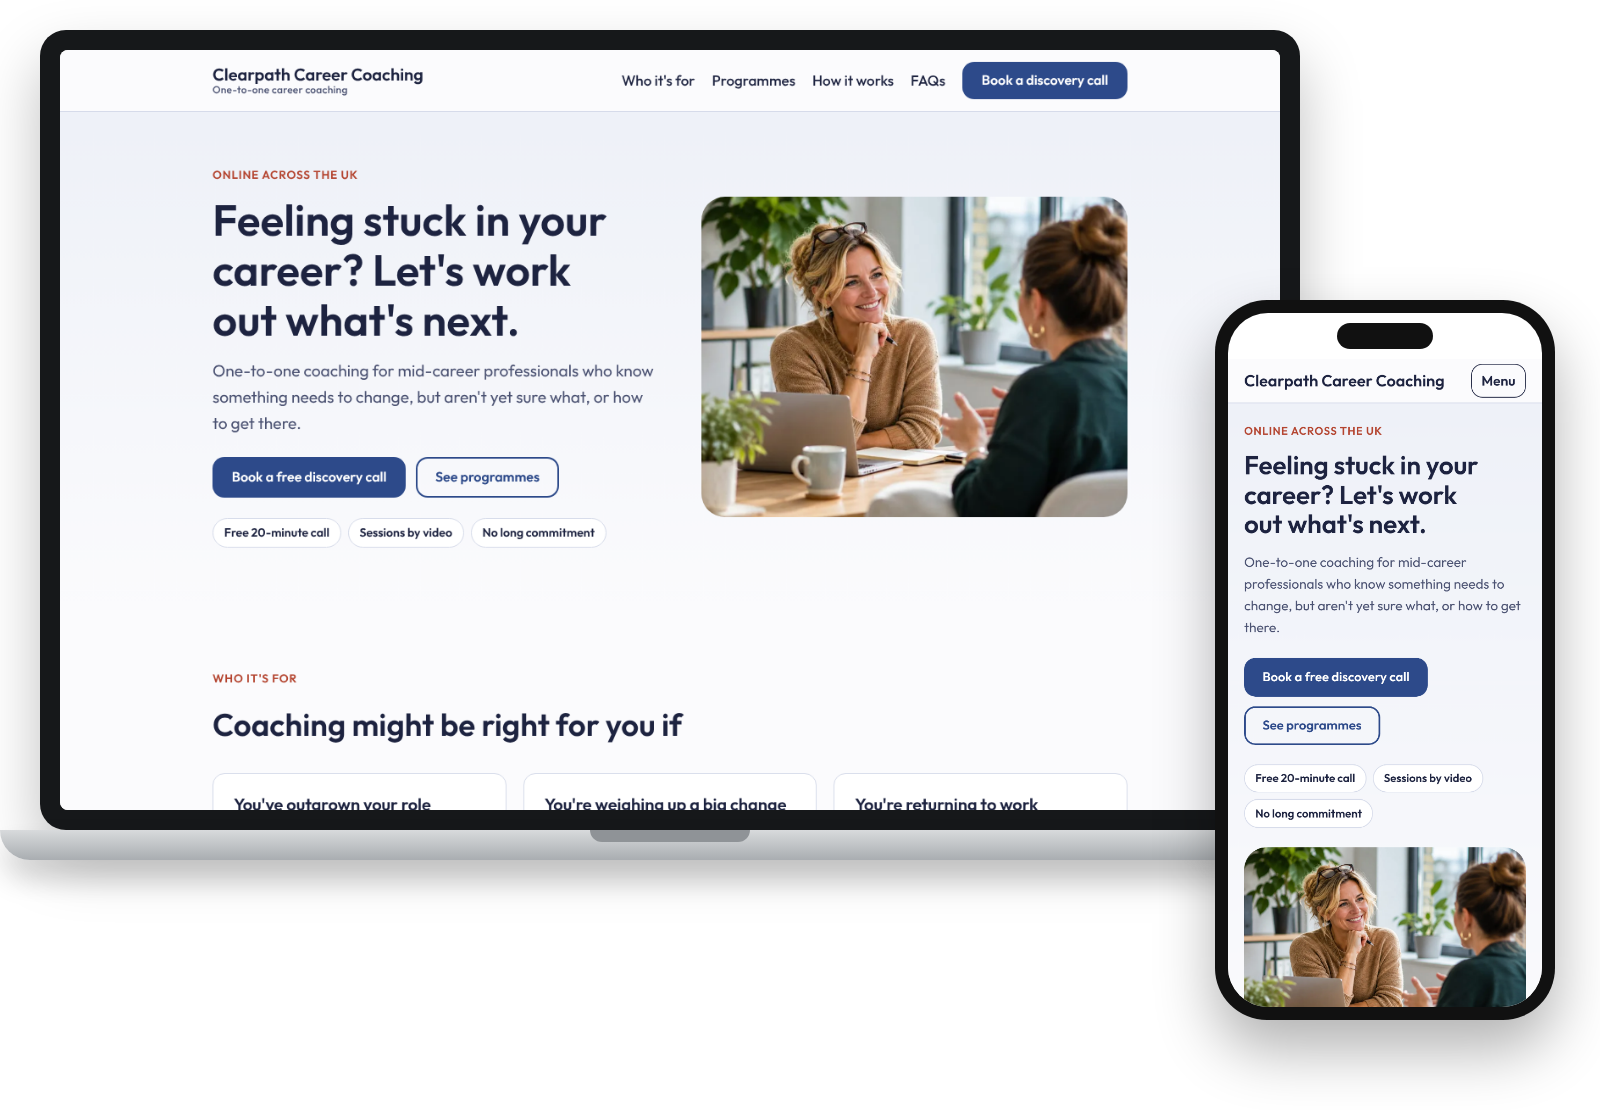 Clearpath Career Coaching
One-to-one career coaching
Who it's for Programmes How it works FAQs Book a discovery call
ONLINE ACROSS THE UK
Feeling stuck in your
career? Let's work
out what's next.
One-to-one coaching for mid-career professionals who know
something needs to change, but aren't yet sure what, or how
to get there.
Book a free discovery call See programmes
Free 20-minute call Sessions by video No long commitment
WHO IT'S FOR
Coaching might be right for you if
You've outgrown your role You're weighing up a big change You're returning to work
Clearpath Career Coaching Menu
ONLINE ACROSS THE UK
Feeling stuck in your
career? Let's work
out what's next.
One-to-one coaching for mid-career
professionals who know something needs to
change, but aren't yet sure what, or how to get
there.
Book a free discovery call
See programmes
Free 20-minute call Sessions by video
No long commitment